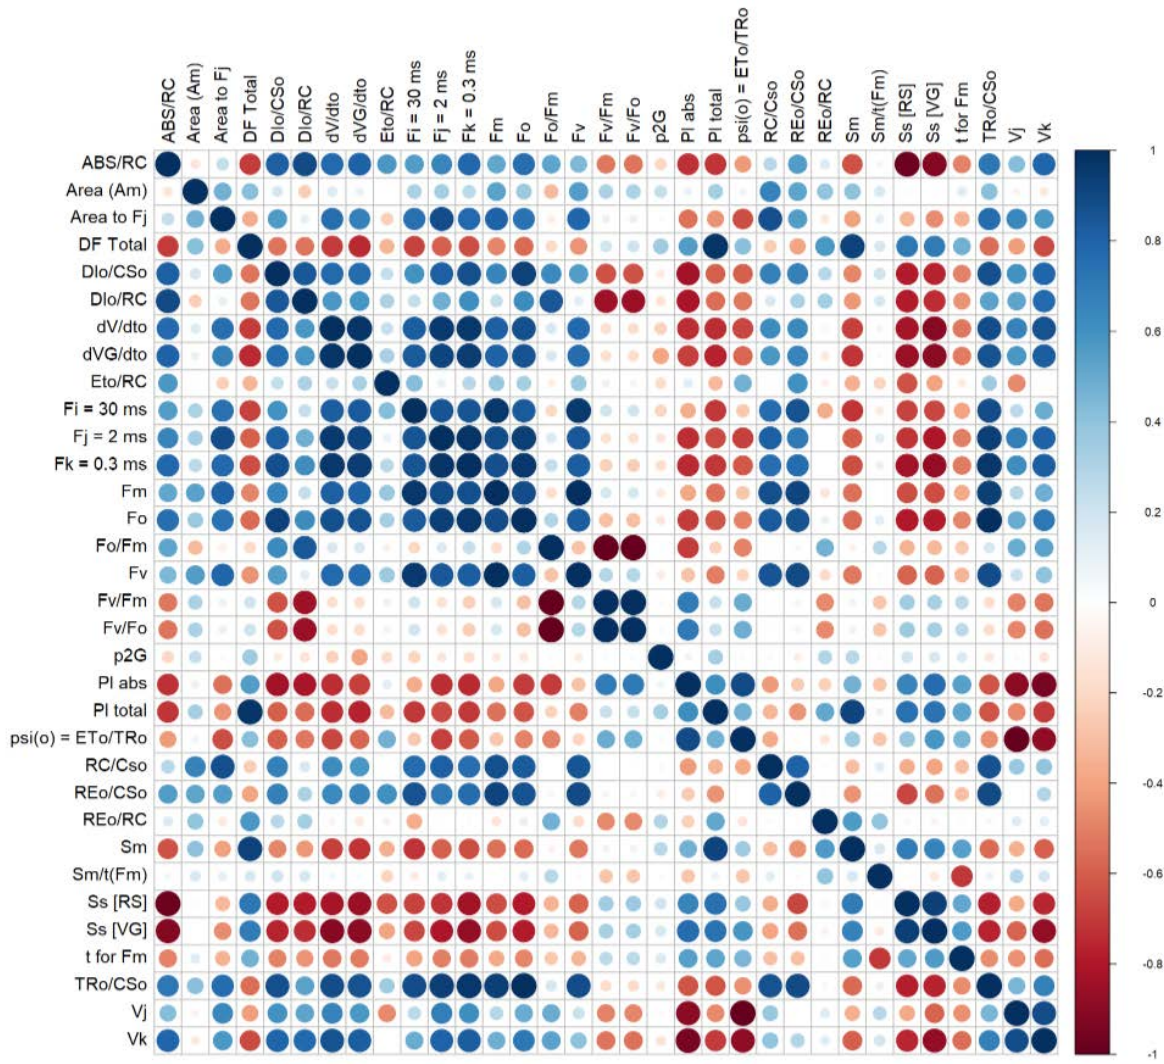 ABS/RC
Area (Am)
Area to Fj
DF Total
DIo/CSo
DIo/RC
dV/dto
dVG/dto
Eto/RC
Fi = 30 ms
Fj = 2 ms
Fk = 0.3 ms
Fm
Fo
Fo/Fm
Fv
Fv/Fm
Fv/Fo
p2G
PI abs
PI total
psi(o) = ETo/TRo
RC/Cso
REo/CSo
REo/RC
Sm
Sm/t(Fm)
Ss [RS]
Ss [VG]
t for Fm
TRo/CSo
Vj
Vk
ABS/RC
Area (Am)
Area to Fj
DF Total
DIo/CSo
DIo/RC
dV/dto
dVG/dto
Eto/RC
Fi = 30 ms
Fj = 2 ms
Fk = 0.3 ms
Fm
Fo
Fo/Fm
Fv
Fv/Fm
Fv/Fo
p2G
PI abs
PI total
psi(o) = ETo/TRo
RC/Cso
REo/CSo
REo/RC
Sm
Sm/t(Fm)
Ss [RS]
Ss [VG]
t for Fm
TRo/CSo
Vj
Vk
1
0.8
0.6
0.4
0.2
0
-0.2
-0.4
-0.6
-0.8
-1